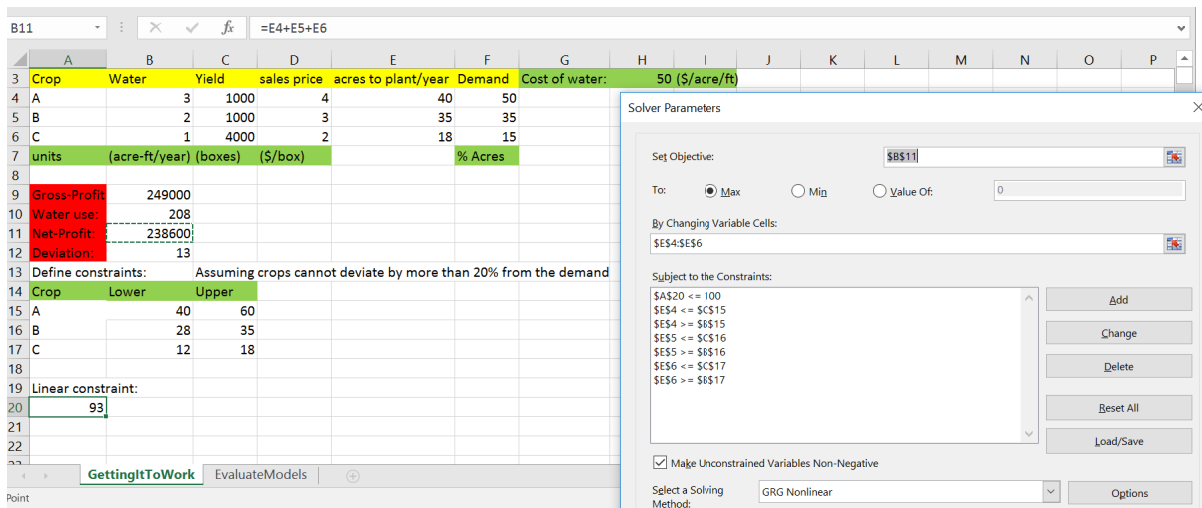 B11 fx =E4+E5+E6
A B C D E F G H I J K L M N O P
3 Crop Water Yield sales price acres to plant/year Demand Cost of water: 50 ($/acre/ft)
4 A 3 1000 4 40 50
5 B 2 1000 3 35 35
6 C 1 4000 2 18 15
7 units (acre-ft/year) (boxes) ($/box) % Acres
8
9 Gross-Profit 249000
10 Water use: 208
11 Net-Profit: 238600
12 Deviation: 13
13 Define constraints: Assuming crops cannot deviate by more than 20% from the demand
14 Crop Lower Upper
15 A 40 60
16 B 28 35
17 C 12 18
18
19 Linear constraint:
20 93
21
22
GettingItToWork EvaluateModels
Point
Solver Parameters
Set Objective: $B$11
To: Max Min Value Of: 0
By Changing Variable Cells:
$E$4:$E$6
Subject to the Constraints:
$A$20 <= 100
$E$4 <= $C$15
$E$4 >= $B$15
$E$5 <= $C$16
$E$5 >= $B$16
$E$6 <= $C$17
$E$6 >= $B$17
Add
Change
Delete
Reset All
Load/Save
Make Unconstrained Variables Non-Negative
Select a Solving Method: GRG Nonlinear Options